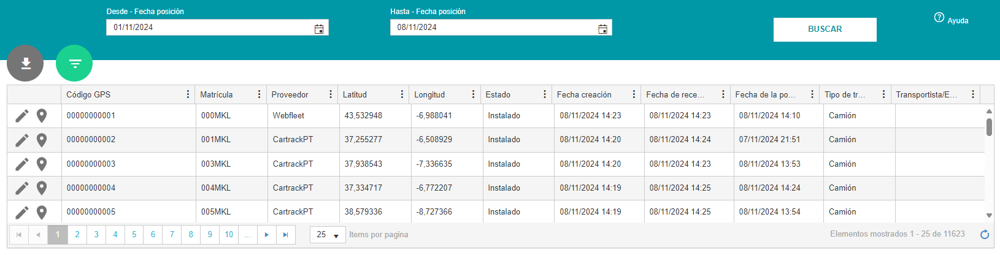 Desde - Fecha posición Hasta - Fecha posición
01/11/2024 08/11/2024 BUSCAR Ayuda
Código GPS Matrícula Proveedor Latitud Longitud Estado Fecha creación Fecha de rece... Fecha de la po... Tipo de tr... Transportista/E...
00000000001 000MKL Webfleet 43,532948 -6,988041 Instalado 08/11/2024 14:23 08/11/2024 14:23 08/11/2024 14:10 Camión
00000000002 001MKL CartrackPT 37,255277 -6,508929 Instalado 08/11/2024 14:20 08/11/2024 14:24 07/11/2024 21:51 Camión
00000000003 003MKL CartrackPT 37,938543 -7,336635 Instalado 08/11/2024 14:20 08/11/2024 14:23 08/11/2024 13:53 Camión
00000000004 004MKL CartrackPT 37,334717 -6,772207 Instalado 08/11/2024 14:19 08/11/2024 14:25 08/11/2024 14:24 Camión
00000000005 005MKL CartrackPT 38,579336 -8,727366 Instalado 08/11/2024 14:19 08/11/2024 14:25 08/11/2024 13:54 Camión
1 2 3 4 5 6 7 8 9 10 ... 25 Items por pagina Elementos mostrados 1 - 25 de 11623